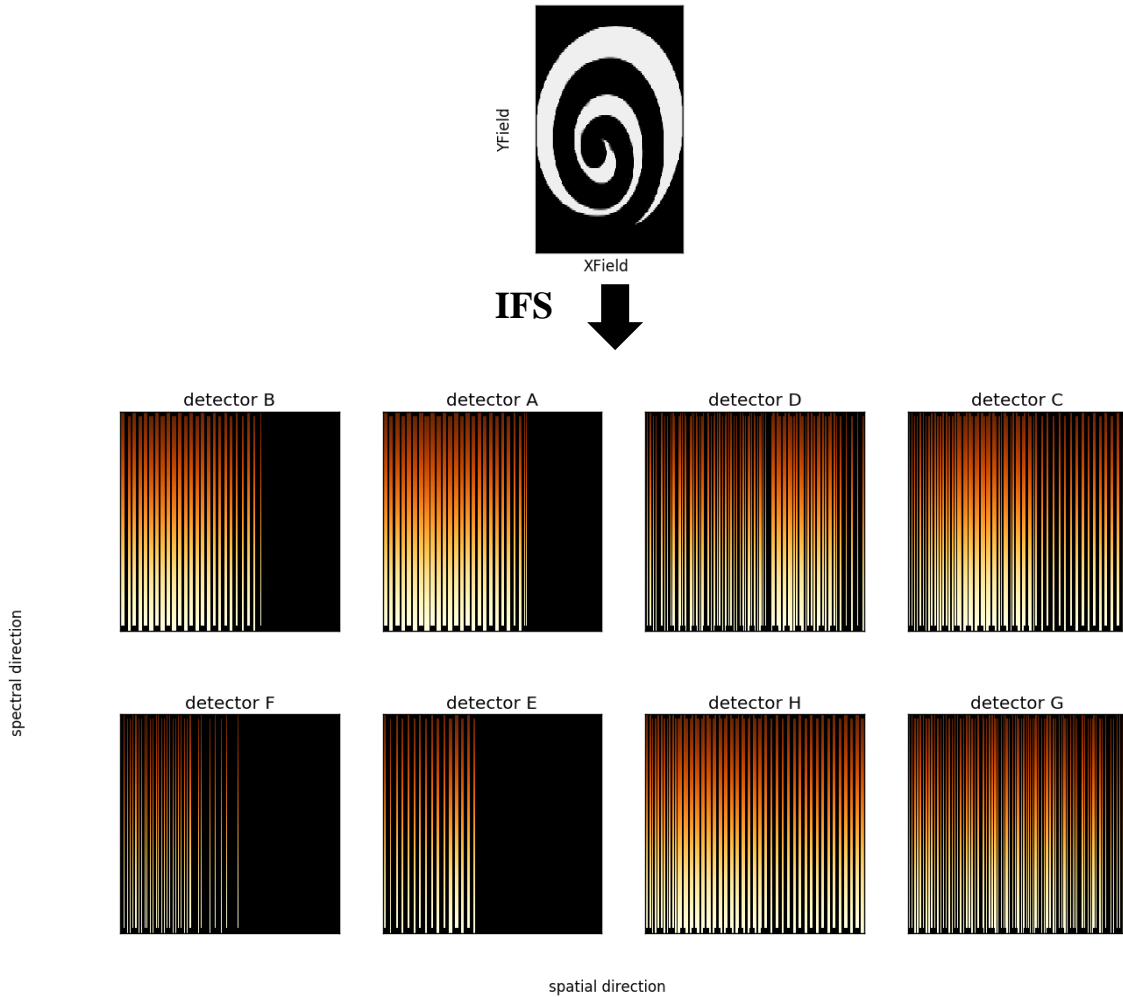 YField
XField
IFS
detector B
detector A
detector D
detector C
spectral direction
detector F
detector E
detector H
detector G
spatial direction